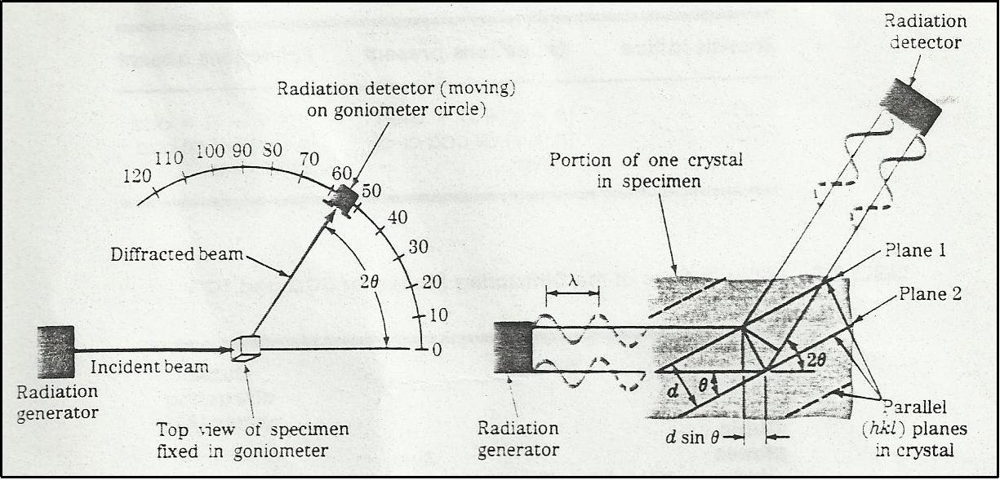 Radiation detector (moving)
on goniometer circle)
120
110
100
90
80
70
60
50
40
30
20
10
0
Diffracted beam
2θ
Incident beam
Radiation
generator
Top view of specimen
fixed in goniometer
Radiation
detector
Portion of one crystal
in specimen
Plane 1
Plane 2
λ
2θ
d
θ
d sin θ
Radiation
generator
Parallel
(hkl) planes
in crystal